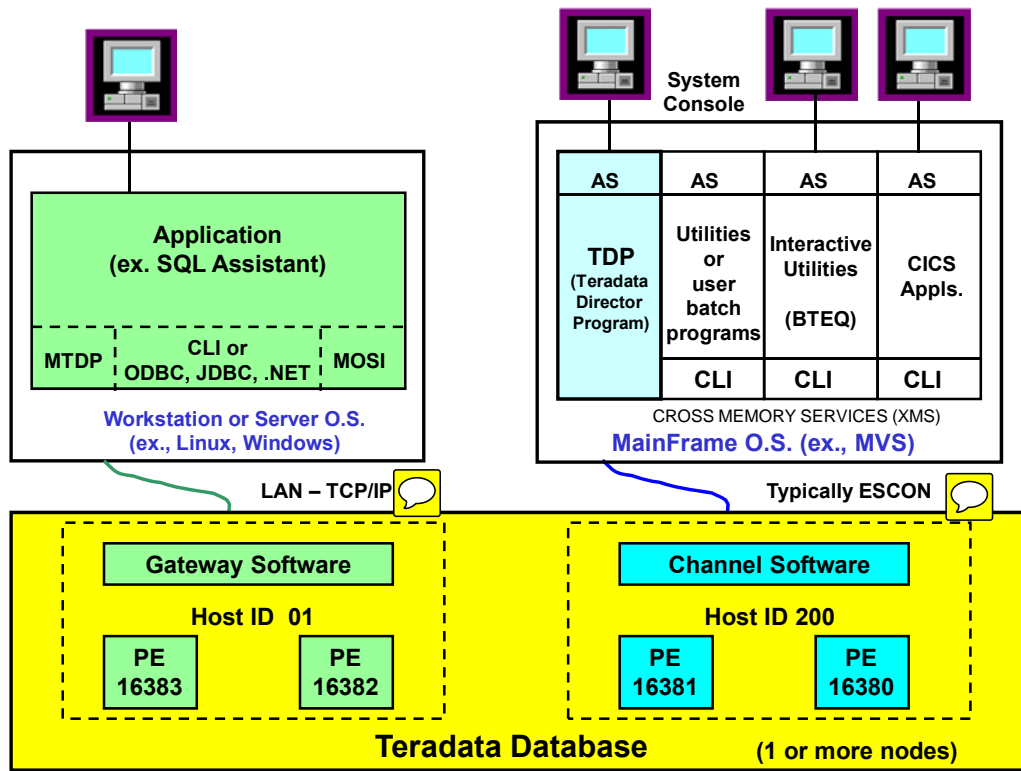 System
Console
Application
(ex. SQL Assistant)
MTDP
CLI or
ODBC, JDBC, .NET
MOSI
Workstation or Server O.S.
(ex., Linux, Windows)
AS
AS
AS
AS
TDP
(Teradata
Director
Program)
Utilities
or
user
batch
programs
Interactive
Utilities
(BTEQ)
CICS
Appls.
CLI
CLI
CLI
CROSS MEMORY SERVICES (XMS)
MainFrame O.S. (ex., MVS)
LAN – TCP/IP
Typically ESCON
Gateway Software
Host ID 01
PE
16383
PE
16382
Channel Software
Host ID 200
PE
16381
PE
16380
Teradata Database
(1 or more nodes)